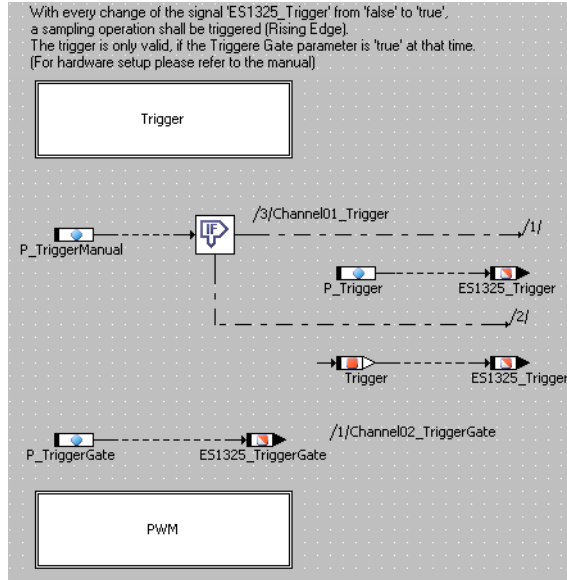 With every change of the signal 'ES1325_Trigger' from 'false' to 'true',
a sampling operation shall be triggered (Rising Edge).
The trigger is only valid, if the Triggere Gate parameter is 'true' at that time.
(For hardware setup please refer to the manual)
Trigger
/3/Channel01_Trigger
IF
/1/
P_TriggerManual
P_Trigger
ES1325_Trigger
/2/
Trigger
ES1325_Trigger
/1/Channel02_TriggerGate
P_TriggerGate
ES1325_TriggerGate
PWM